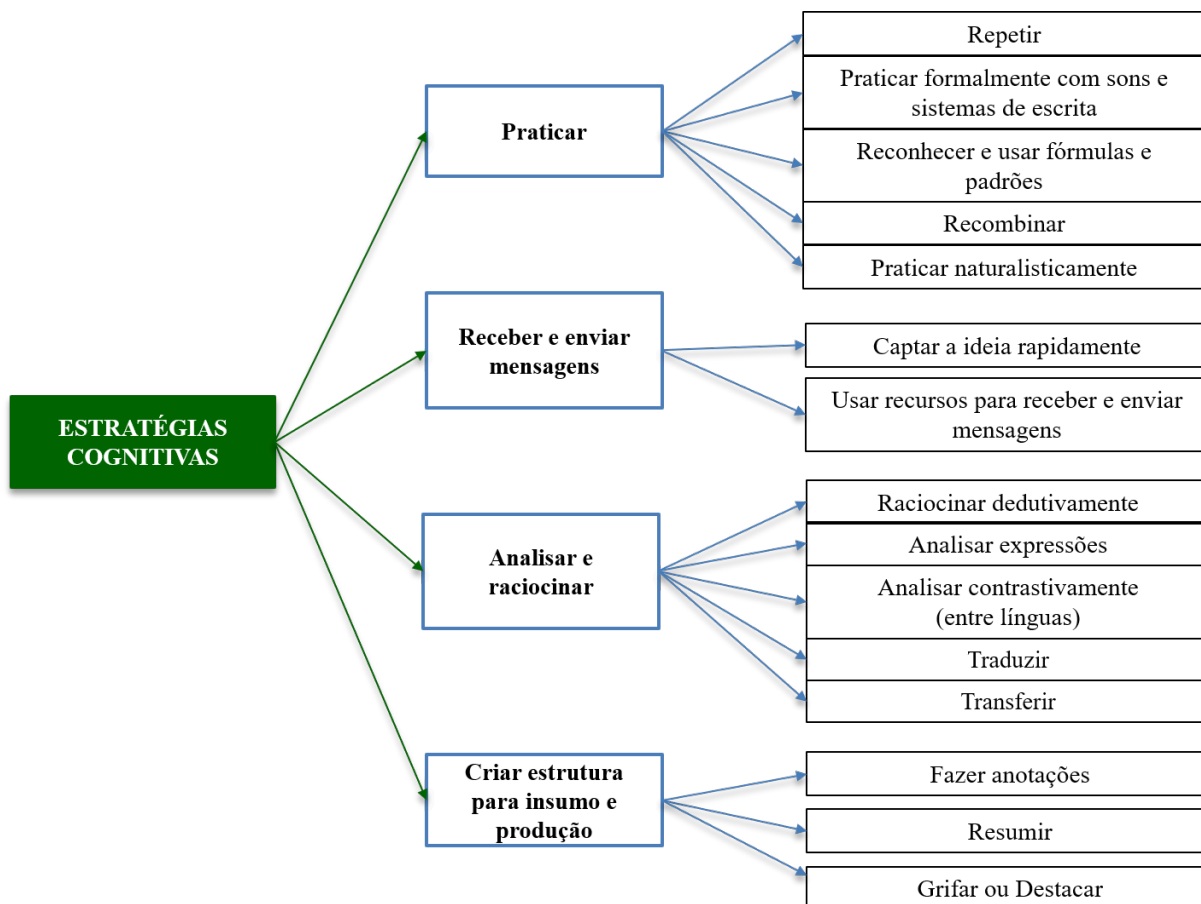 ESTRATÉGIAS
COGNITIVAS
Praticar
Repetir
Praticar formalmente com sons e
sistemas de escrita
Reconhecer e usar fórmulas e
padrões
Recombinar
Praticar naturalisticamente
Receber e enviar
mensagens
Captar a ideia rapidamente
Usar recursos para receber e enviar
mensagens
Analisar e
raciocinar
Raciocinar dedutivamente
Analisar expressões
Analisar contrastivamente
(entre línguas)
Traduzir
Transferir
Criar estrutura
para insumo e
produção
Fazer anotações
Resumir
Grifar ou Destacar